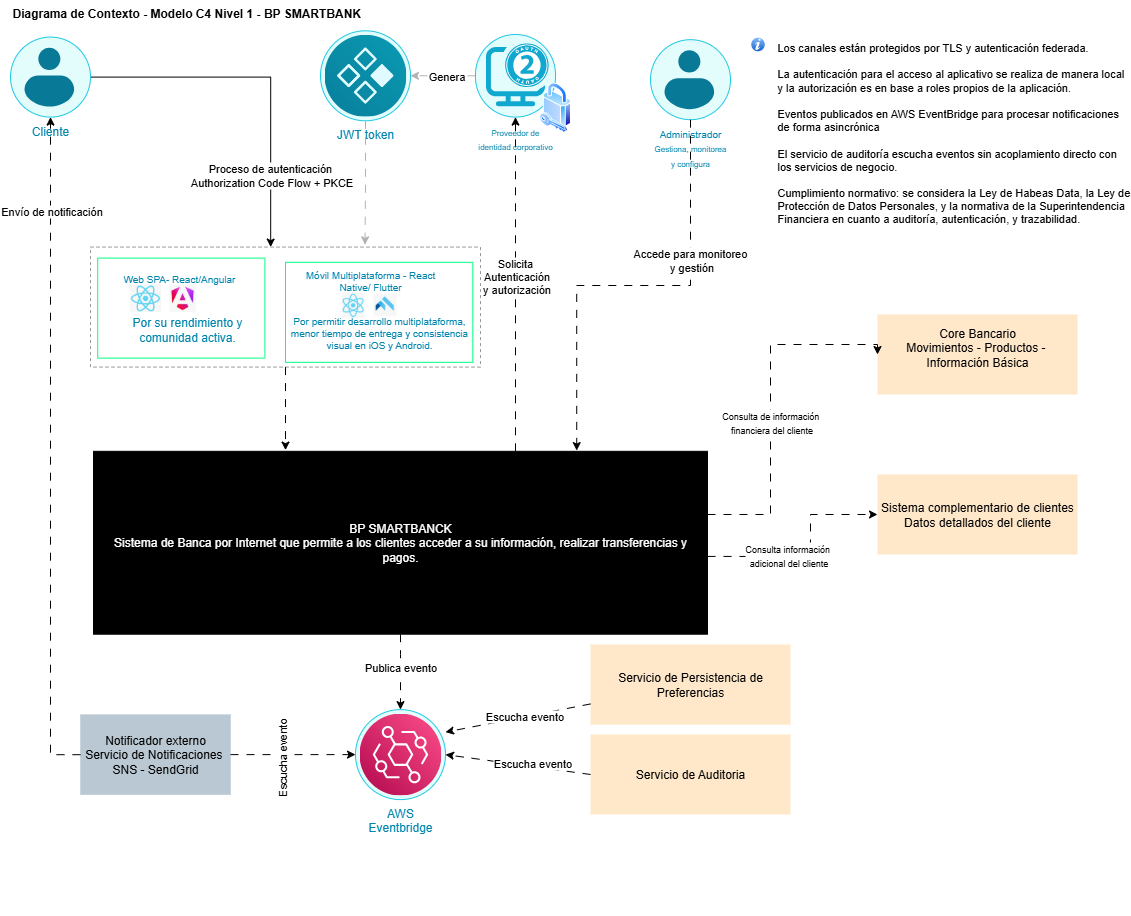 Diagrama de Contexto - Modelo C4 Nivel 1 - BP SMARTBANK
Cliente
JWT token
Genera
2
OAUTH
OAUTH
Proveedor de
identidad corporativo
Administrador
Gestiona, monitorea
y configura
i
Los canales están protegidos por TLS y autenticación federada.
La autenticación para el acceso al aplicativo se realiza de manera local
y la autorización es en base a roles propios de la aplicación.
Eventos publicados en AWS EventBridge para procesar notificaciones
de forma asincrónica
El servicio de auditoría escucha eventos sin acoplamiento directo con
los servicios de negocio.
Cumplimiento normativo: se considera la Ley de Habeas Data, la Ley de
Protección de Datos Personales, y la normativa de la Superintendencia
Financiera en cuanto a auditoría, autenticación, y trazabilidad.
Proceso de autenticación
Authorization Code Flow + PKCE
Envío de notificación
Solicita
Autenticación
y autorización
Accede para monitoreo
y gestión
Web SPA- React/Angular
Por su rendimiento y
comunidad activa.
Móvil Multiplataforma - React
Native/ Flutter
Por permitir desarrollo multiplataforma,
menor tiempo de entrega y consistencia
visual en iOS y Android.
Core Bancario
Movimientos - Productos -
Información Básica
Consulta de información
financiera del cliente
Sistema complementario de clientes
Datos detallados del cliente
Consulta información
adicional del cliente
BP SMARTBANCK
Sistema de Banca por Internet que permite a los clientes acceder a su información, realizar transferencias y
pagos.
Publica evento
Servicio de Persistencia de
Preferencias
Escucha evento
Servicio de Auditoria
Escucha evento
Notificador externo
Servicio de Notificaciones
SNS - SendGrid
Escucha evento
AWS
Eventbridge